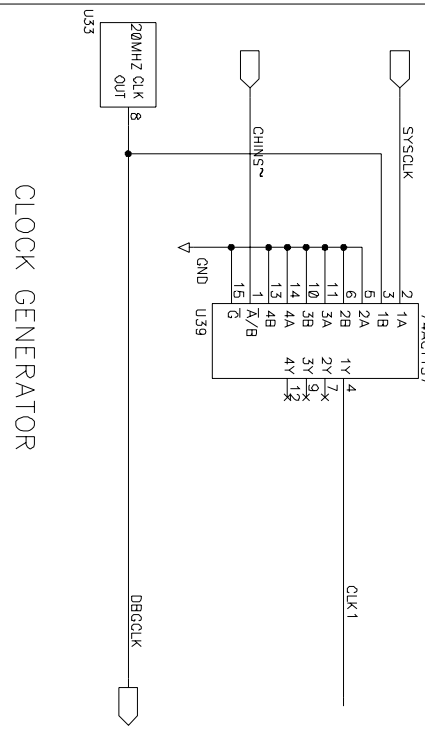 U33
20MHZ CLK
OUT
8
SYSCLK
CHINS~
GND
U39
2 1A
3 1B
5 2A
6 2B
11 3A
10 3B
14 4A
13 4B
1 A/B
15 G
1Y 4
2Y 7
3Y 9
4Y 12
CLK1
DBGCLK
CLOCK GENERATOR